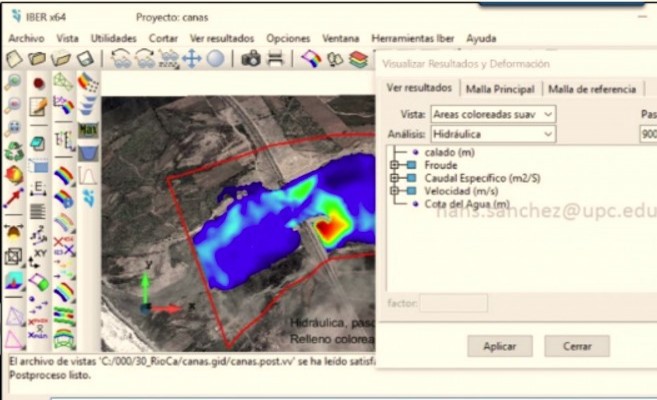 IBER x64 Proyecto: canas
Archivo Vista Utilidades Cortar Ver resultados Opciones Ventana Herramientas Iber Ayuda
Visualizar Resultados y Deformación
Ver resultados Malla Principal Malla de referencia
Vista: Areas coloreadas suav Pas
Análisis: Hidráulica 900
calado (m)
Froude
Caudal Específico (m2/S)
Velocidad (m/s)
Cota del Agua (m)
hans.sanchez@upc.edu
factor:
Aplicar Cerrar
Max
E
XY
y
x
Hidráulica, paso
Relleno colorea
El archivo de vistas 'C:/000/30_RioCa/canas.gid/canas.post.vv' se ha leído satisfa
Postproceso listo.